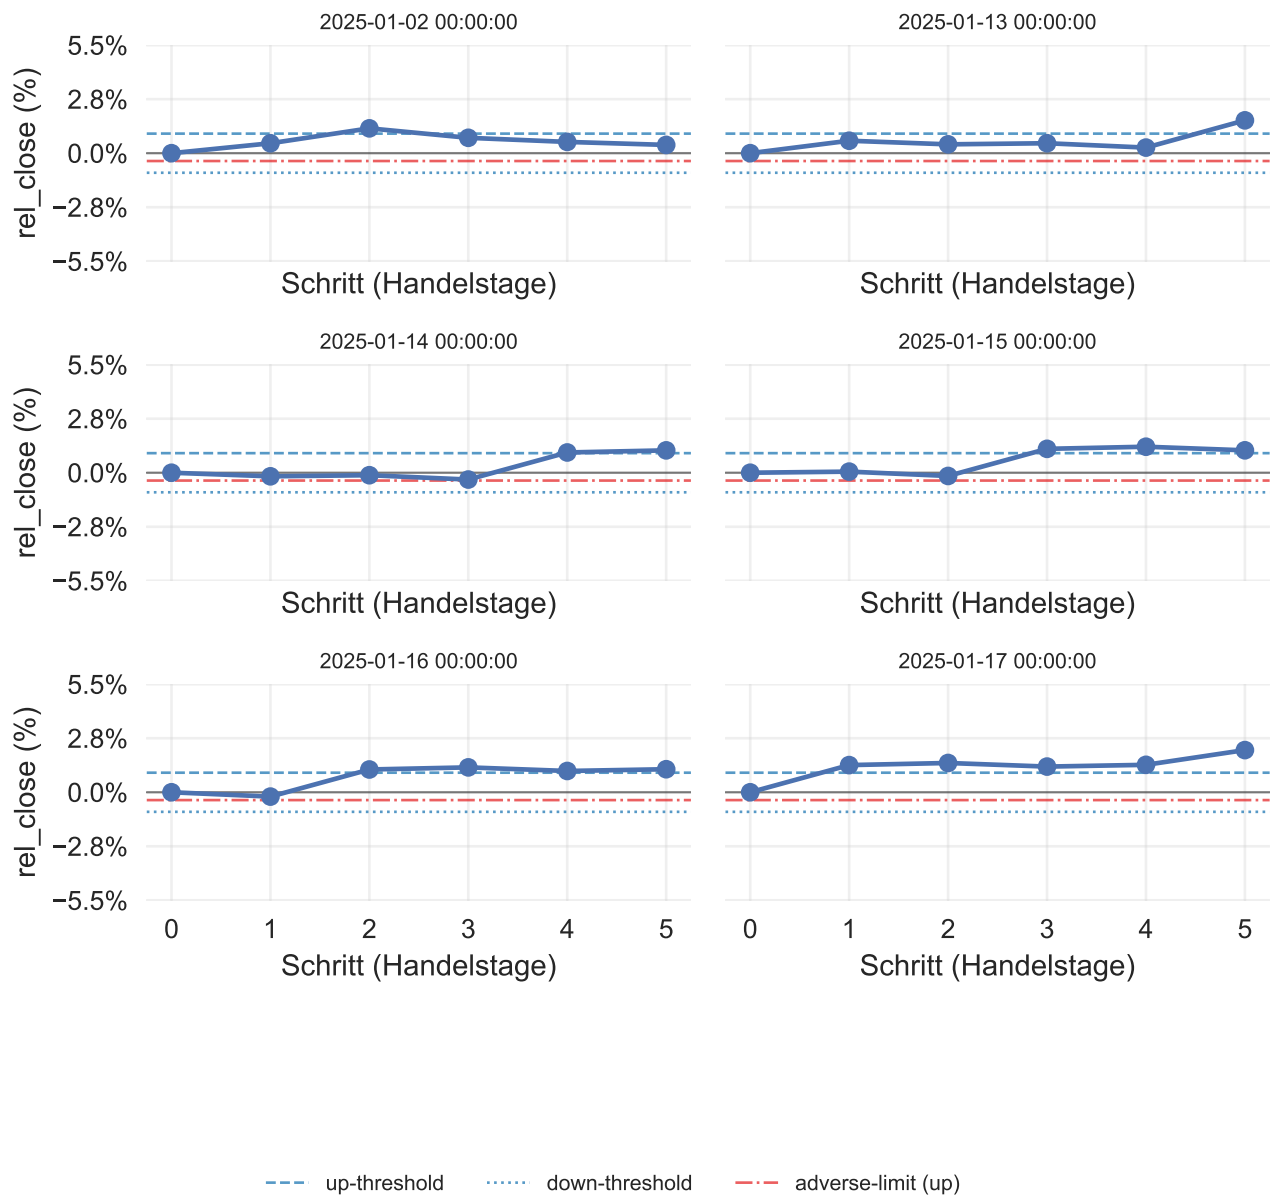 2025-01-02 00:00:00
2025-01-13 00:00:00
5.5%
2.8%
0.0%
−2.8%
−5.5%
rel_close (%)
Schritt (Handelstage)
Schritt (Handelstage)
2025-01-14 00:00:00
2025-01-15 00:00:00
5.5%
2.8%
0.0%
−2.8%
−5.5%
rel_close (%)
Schritt (Handelstage)
Schritt (Handelstage)
2025-01-16 00:00:00
2025-01-17 00:00:00
5.5%
2.8%
0.0%
−2.8%
−5.5%
rel_close (%)
0 1 2 3 4 5
0 1 2 3 4 5
Schritt (Handelstage)
Schritt (Handelstage)
up-threshold
down-threshold
adverse-limit (up)